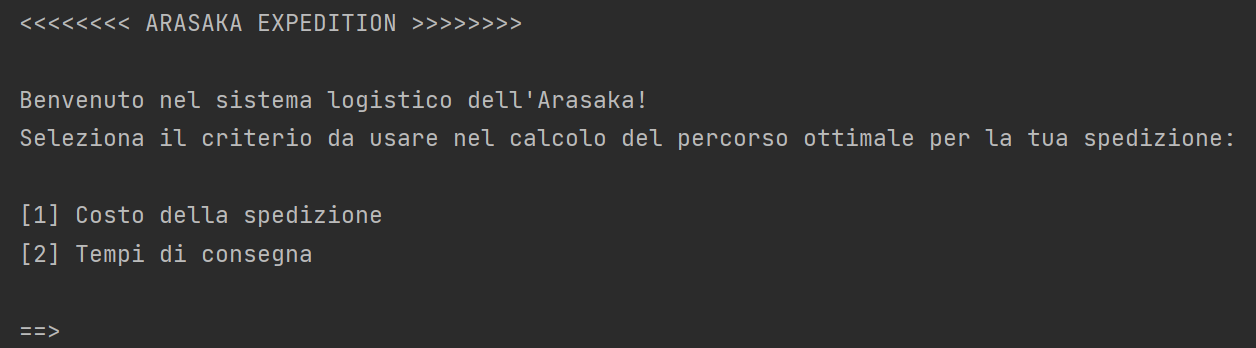 <<<<<<<< ARASAKA EXPEDITION >>>>>>>>
Benvenuto nel sistema logistico dell'Arasaka!
Seleziona il criterio da usare nel calcolo del percorso ottimale per la tua spedizione:
[1] Costo della spedizione
[2] Tempi di consegna
==>